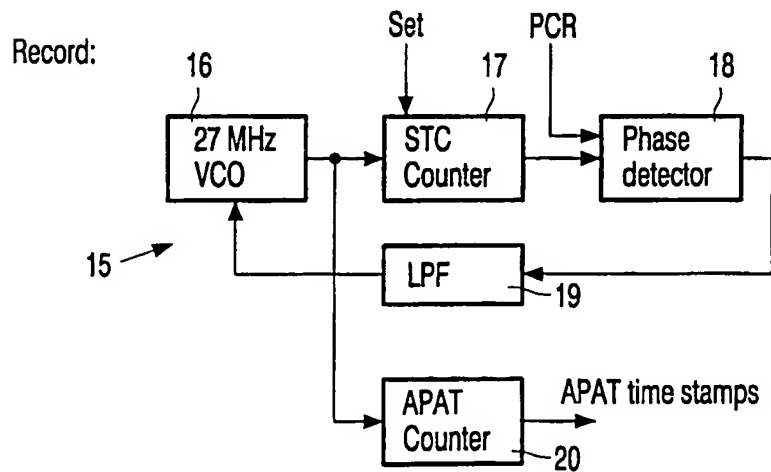 Record:
Set
PCR
16
17
18
27 MHz
VCO
STC
Counter
Phase
detector
15
LPF
19
APAT
Counter
APAT time stamps
20